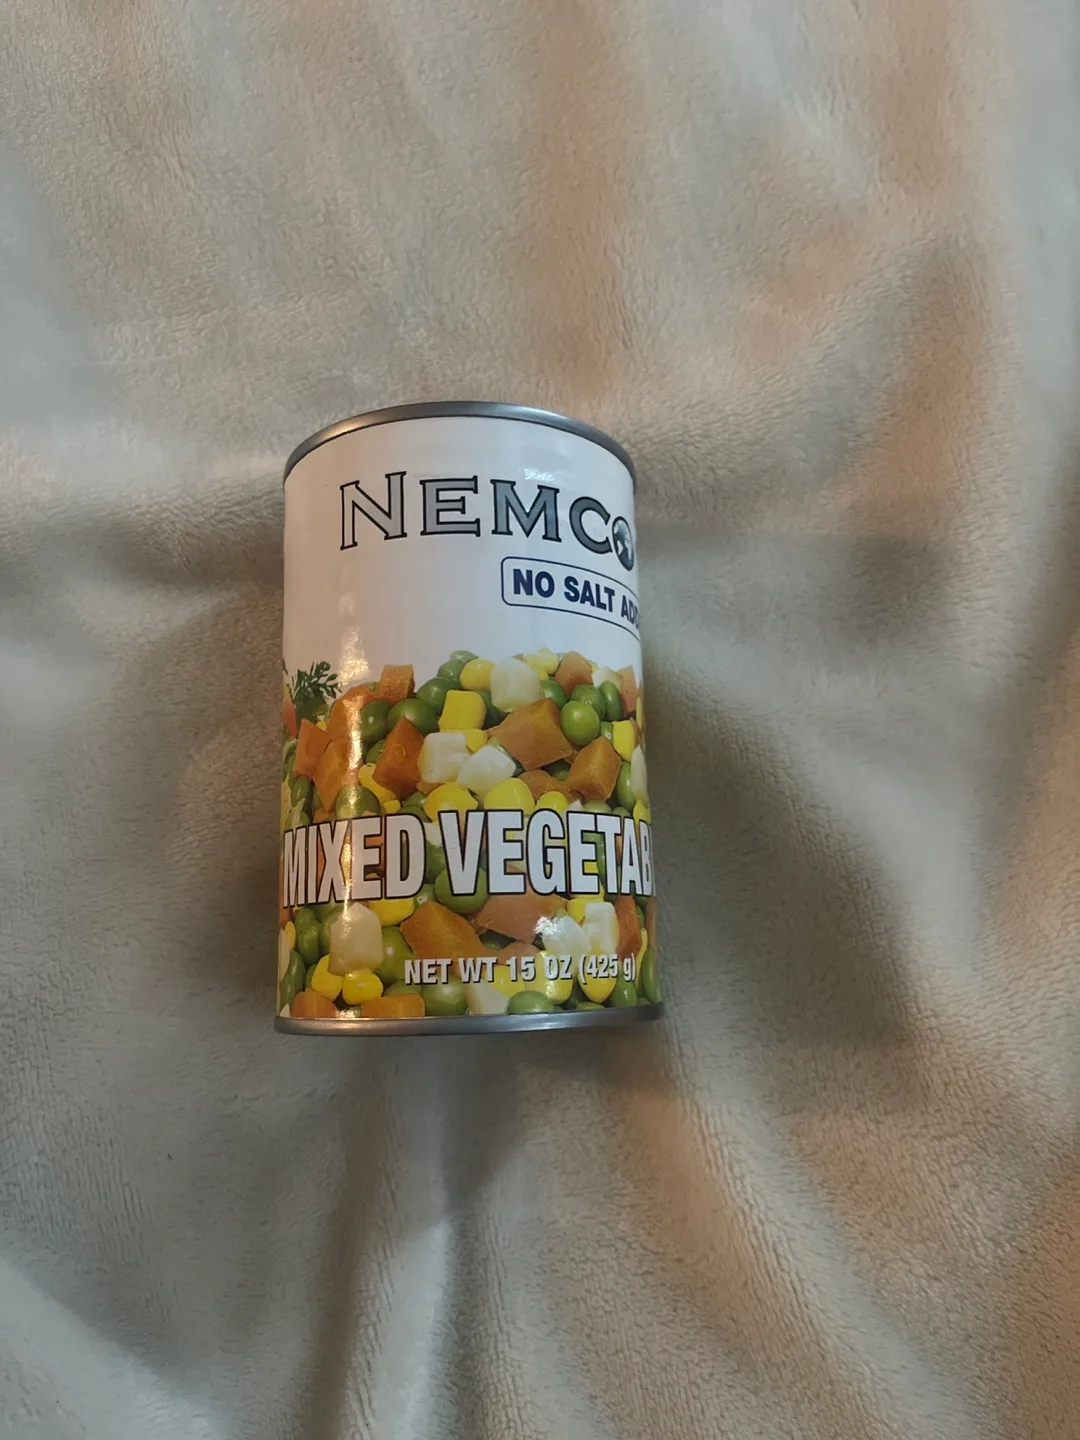 NEMCO
NO SALT ADD
MIXED VEGETAB
NET WT 15 OZ (425 g)